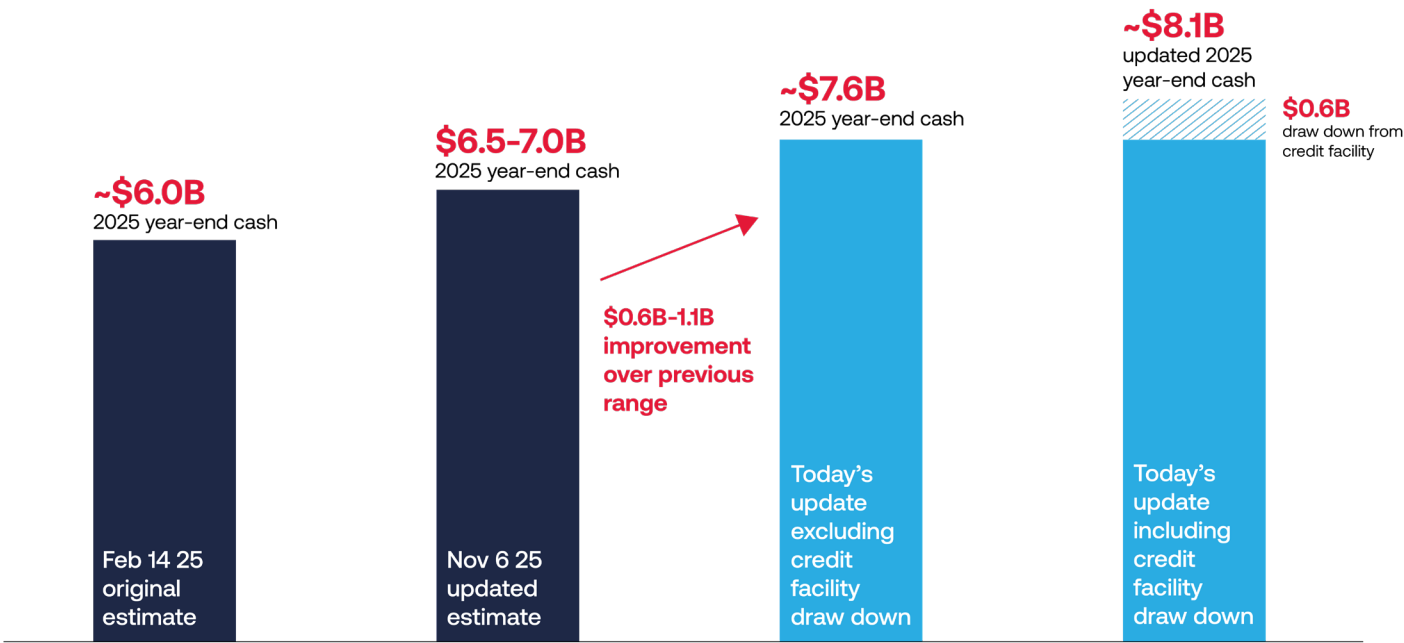 ~$6.0B
2025 year-end cash
Feb 14 25
original
estimate
$6.5-7.0B
2025 year-end cash
Nov 6 25
updated
estimate
$0.6B-1.1B
improvement
over previous
range
~$7.6B
2025 year-end cash
Today’s
update
excluding
credit
facility
draw down
~$8.1B
updated 2025
year-end cash
$0.6B
draw down from
credit facility
Today’s
update
including
credit
facility
draw down